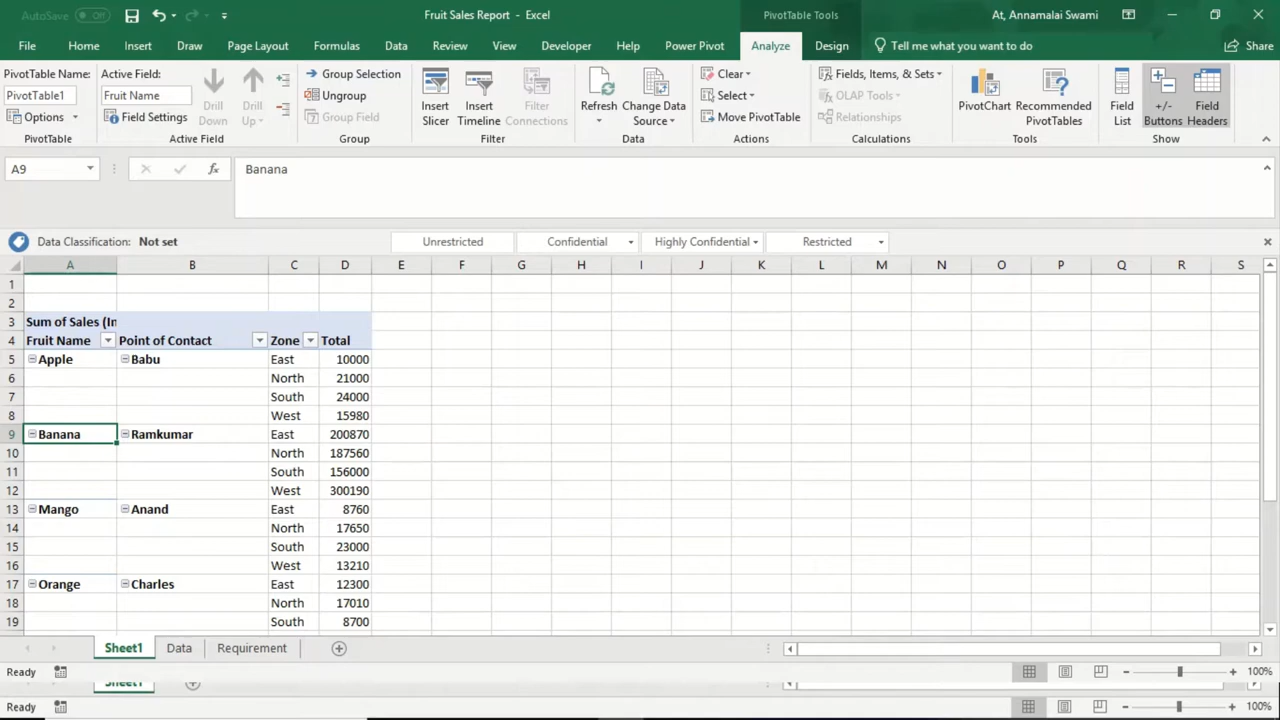 AutoSave Off
Fruit Sales Report - Excel
PivotTable Tools
At, Annamalai Swami
File Home Insert Draw Page Layout Formulas Data Review View Developer Help Power Pivot Analyze Design Tell me what you want to do Share
PivotTable Name: Active Field: Group Selection Fields, Items, & Sets
PivotTable1 Fruit Name Drill Down Drill Up Ungroup Insert Slicer Insert Timeline Filter Connections Refresh Change Data Source Clear Select OLAP Tools PivotChart Recommended PivotTables Field List +/- Buttons Field Headers
Options Field Settings Group Field Move PivotTable Relationships
PivotTable Active Field Group Filter Data Actions Calculations Tools Show
A9 fx Banana
Data Classification: Not set Unrestricted Confidential Highly Confidential Restricted
A B C D E F G H I J K L M N O P Q R S
1
2
3 Sum of Sales (In
4 Fruit Name Point of Contact Zone Total
5 Apple Babu East 10000
6 North 21000
7 South 24000
8 West 15980
9 Banana Ramkumar East 200870
10 North 187560
11 South 156000
12 West 300190
13 Mango Anand East 8760
14 North 17650
15 South 23000
16 West 13210
17 Orange Charles East 12300
18 North 17010
19 South 8700
Sheet1 Data Requirement
Ready 100%
Sheet1
Ready 100%